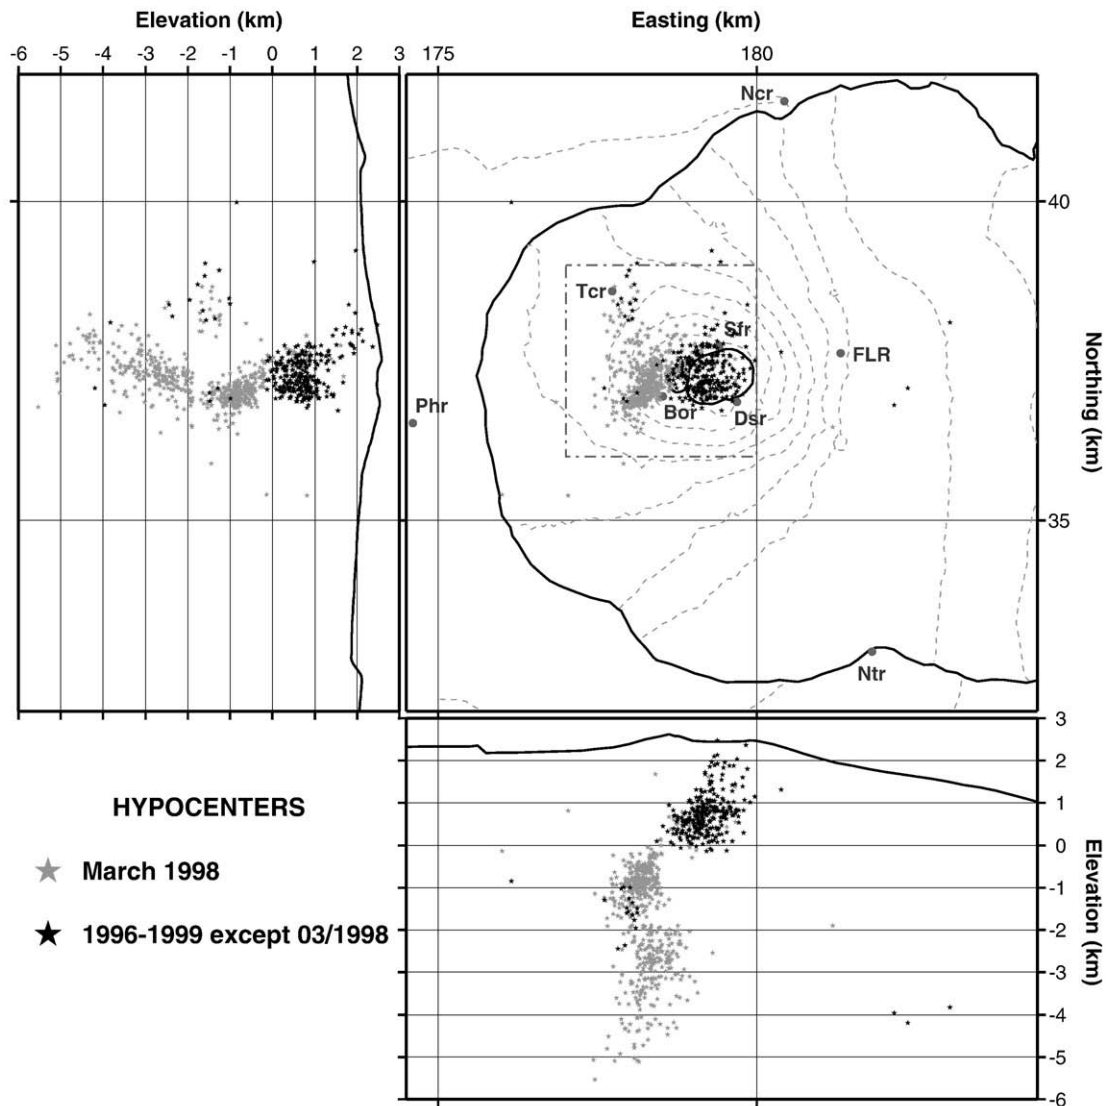 Elevation (km)
Easting (km)
-6 -5 -4 -3 -2 -1 0 1 2 3
175 180
Ncr
40
Tcr
Sfr
FLR
Phr
Bor
Dsr
Northing (km)
35
Ntr
3
2
1
0
-1
-2
-3
-4
-5
-6
Elevation (km)
HYPOCENTERS
March 1998
1996-1999 except 03/1998